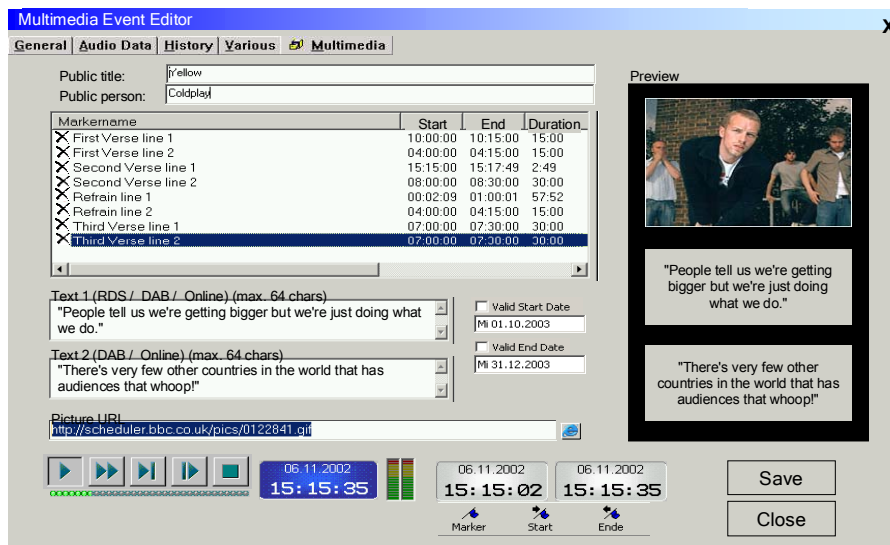 Multimedia Event Editor
X
General Audio Data History Various Multimedia
Public title: Yellow
Public person: Coldplay
Preview
Markername Start End Duration
First Verse line 1 10:00:00 10:15:00 15:00
First Verse line 2 04:00:00 04:15:00 15:00
Second Verse line 1 15:15:00 15:17:49 2:49
Second Verse line 2 08:00:00 08:30:00 30:00
Refrain line 1 00:02:09 01:00:01 57:52
Refrain line 2 04:00:00 04:15:00 15:00
Third Verse line 1 07:00:00 07:30:00 30:00
Third Verse line 2 07:00:00 07:30:00 30:00
Text 1 (RDS / DAB / Online) (max. 64 chars)
"People tell us we're getting bigger but we're just doing what
we do."
Valid Start Date
Mi 01.10.2003
Text 2 (DAB / Online) (max. 64 chars)
"There's very few other countries in the world that has
audiences that whoop!"
Valid End Date
Mi 31.12.2003
"People tell us we're getting
bigger but we're just doing
what we do."
"There's very few other
countries in the world that has
audiences that whoop!"
Picture URL
http://scheduler.bbc.co.uk/pics/0122841.gif
06.11.2002
15:15:35
06.11.2002
15:15:02
06.11.2002
15:15:35
Marker Start Ende
Save
Close